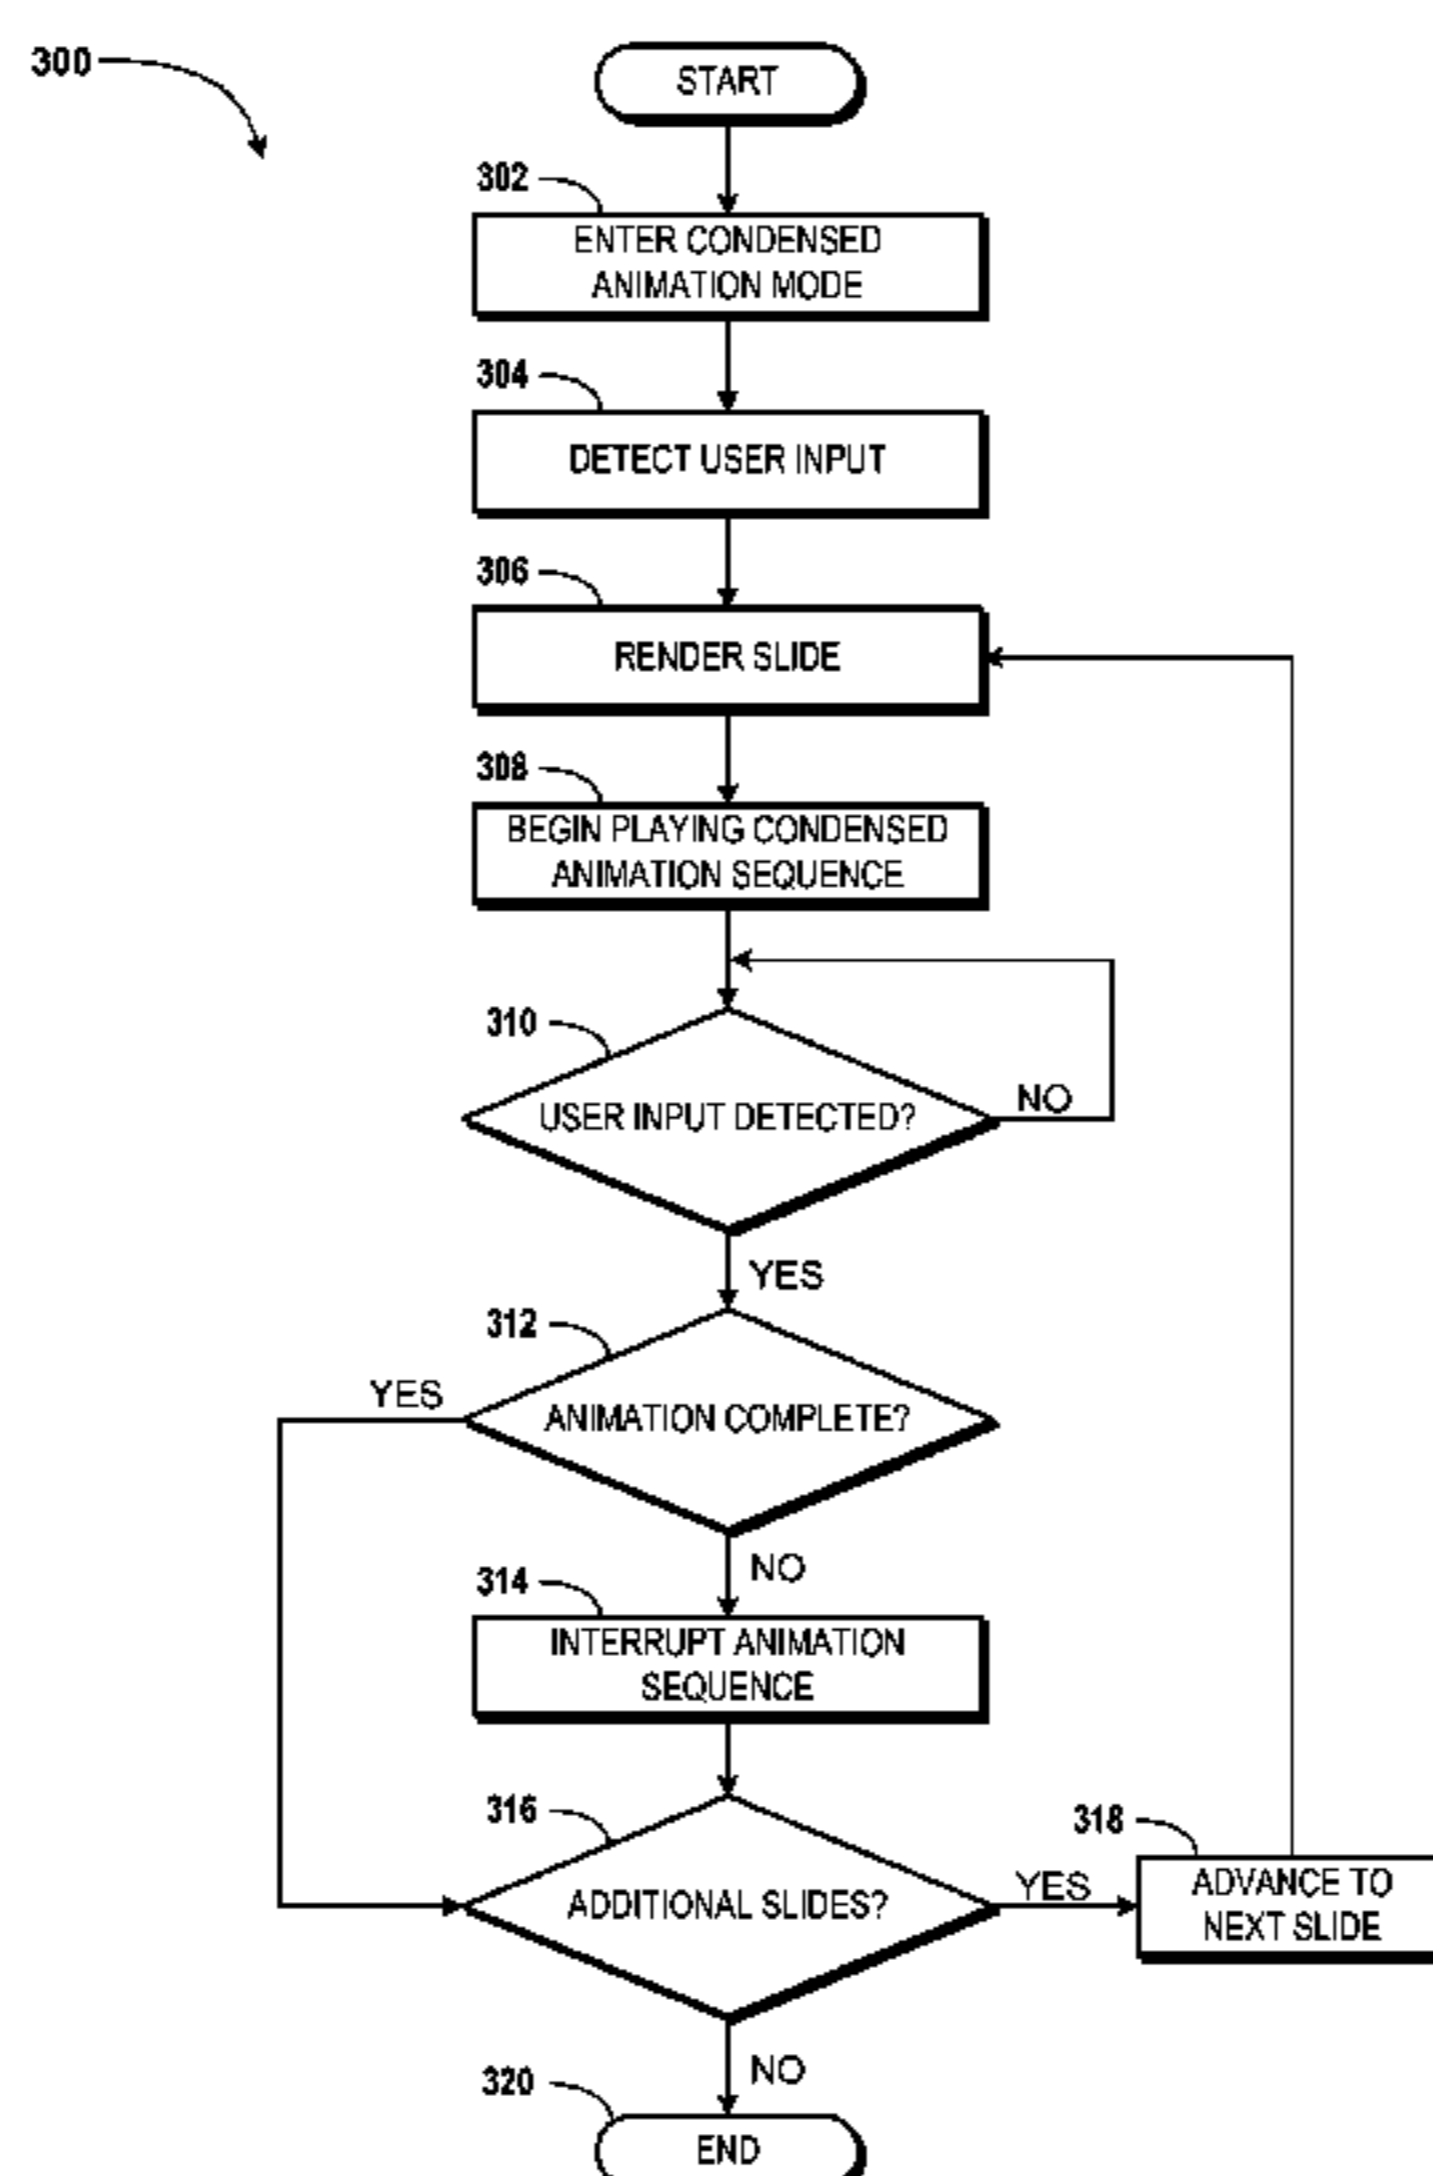 300
START
302
ENTER CONDENSED
ANIMATION MODE
304
DETECT USER INPUT
306
RENDER SLIDE
308
BEGIN PLAYING CONDENSED
ANIMATION SEQUENCE
310
USER INPUT DETECTED?
NO
YES
312
YES
ANIMATION COMPLETE?
NO
314
INTERRUPT ANIMATION
SEQUENCE
316
ADDITIONAL SLIDES?
YES
318
ADVANCE TO
NEXT SLIDE
NO
320
END